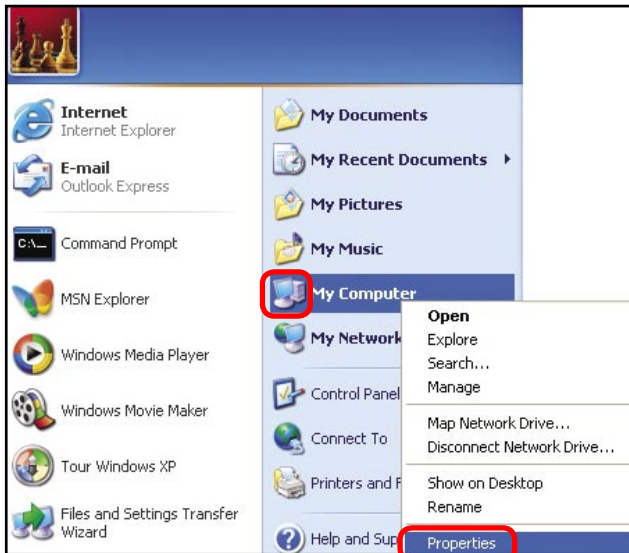 Internet
Internet Explorer
E-mail
Outlook Express
C:\_
Command Prompt
MSN Explorer
Windows Media Player
Windows Movie Maker
Tour Windows XP
Files and Settings Transfer
Wizard
My Documents
My Recent Documents
My Pictures
My Music
My Computer
My Network
Control Panel
Connect To
Printers and F
Help and Sup
Open
Explore
Search...
Manage
Map Network Drive...
Disconnect Network Drive...
Show on Desktop
Rename
Properties